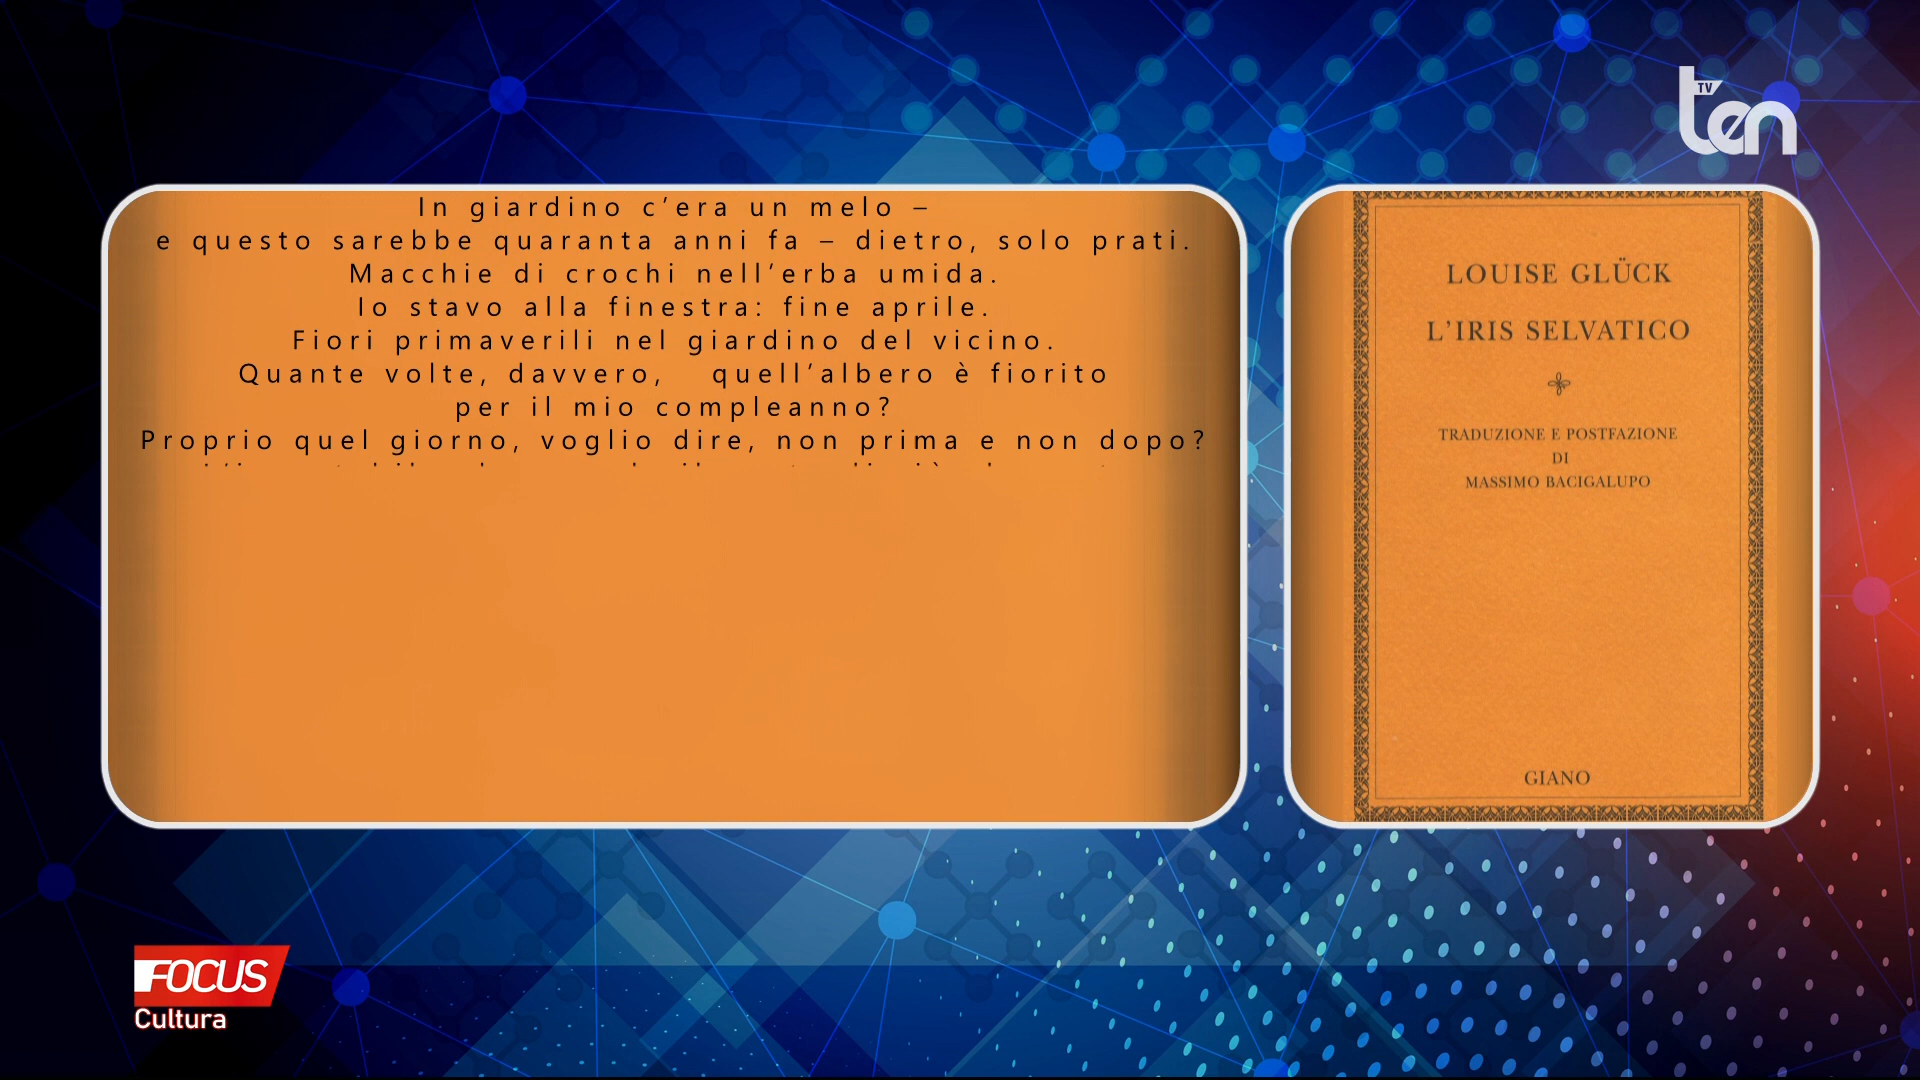 TV
ten
In giardino c’era un melo –
e questo sarebbe quaranta anni fa – dietro, solo prati.
Macchie di crochi nell’erba umida.
Io stavo alla finestra: fine aprile.
Fiori primaverili nel giardino del vicino.
Quante volte, davvero, quell’albero è fiorito
per il mio compleanno?
Proprio quel giorno, voglio dire, non prima e non dopo?
LOUISE GLÜCK
L’IRIS SELVATICO
TRADUZIONE E POSTFAZIONE
DI
MASSIMO BACIGALUPO
GIANO
FOCUS
Cultura